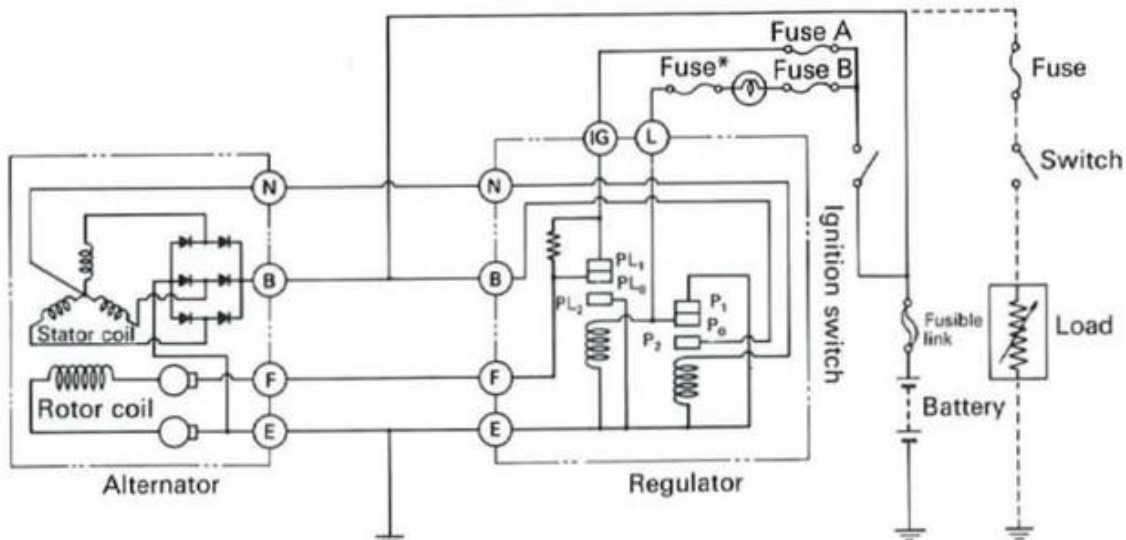 Fuse A
Fuse*
Fuse B
Fuse
IG
L
Switch
N
N
Ignition switch
B
B
PL₁
PL₀
PL₂
P₁
P₀
P₂
Stator coil
Fusible
link
Load
F
F
Rotor coil
Battery
E
E
Alternator
Regulator